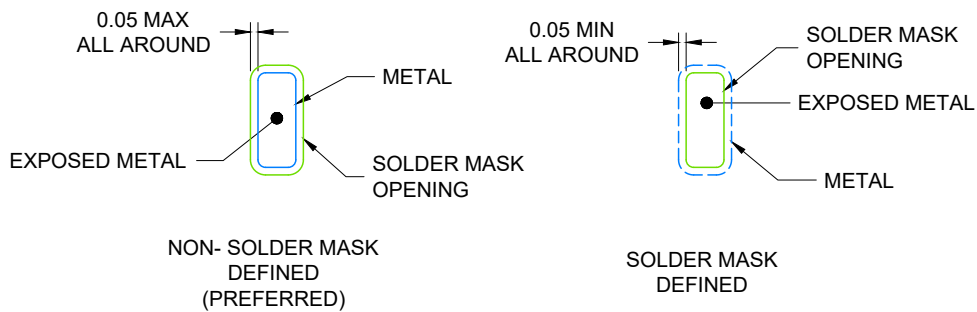 0.05 MAX
ALL AROUND
METAL
EXPOSED METAL
SOLDER MASK
OPENING
NON- SOLDER MASK
DEFINED
(PREFERRED)
0.05 MIN
ALL AROUND
SOLDER MASK
OPENING
EXPOSED METAL
METAL
SOLDER MASK
DEFINED